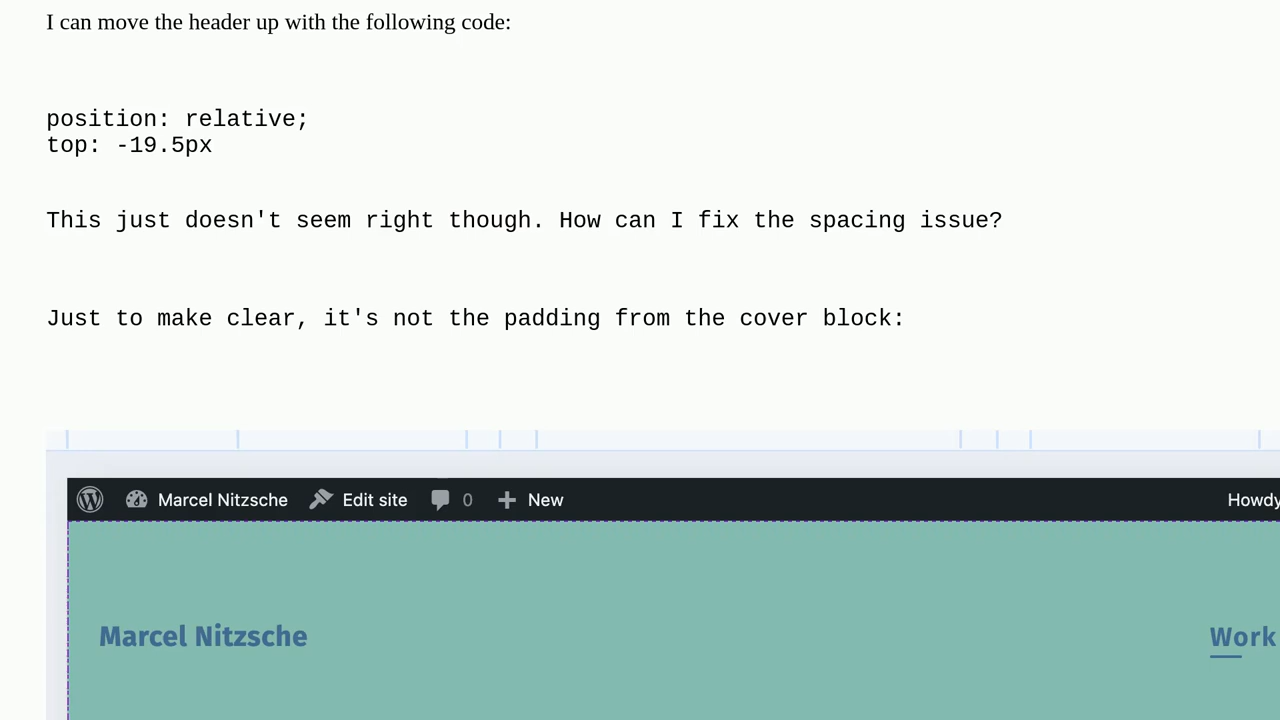 I can move the header up with the following code:
position: relative;
top: -19.5px
This just doesn't seem right though. How can I fix the spacing issue?
Just to make clear, it's not the padding from the cover block:
Marcel Nitzsche Edit site 0 New Howdy
Marcel Nitzsche Work